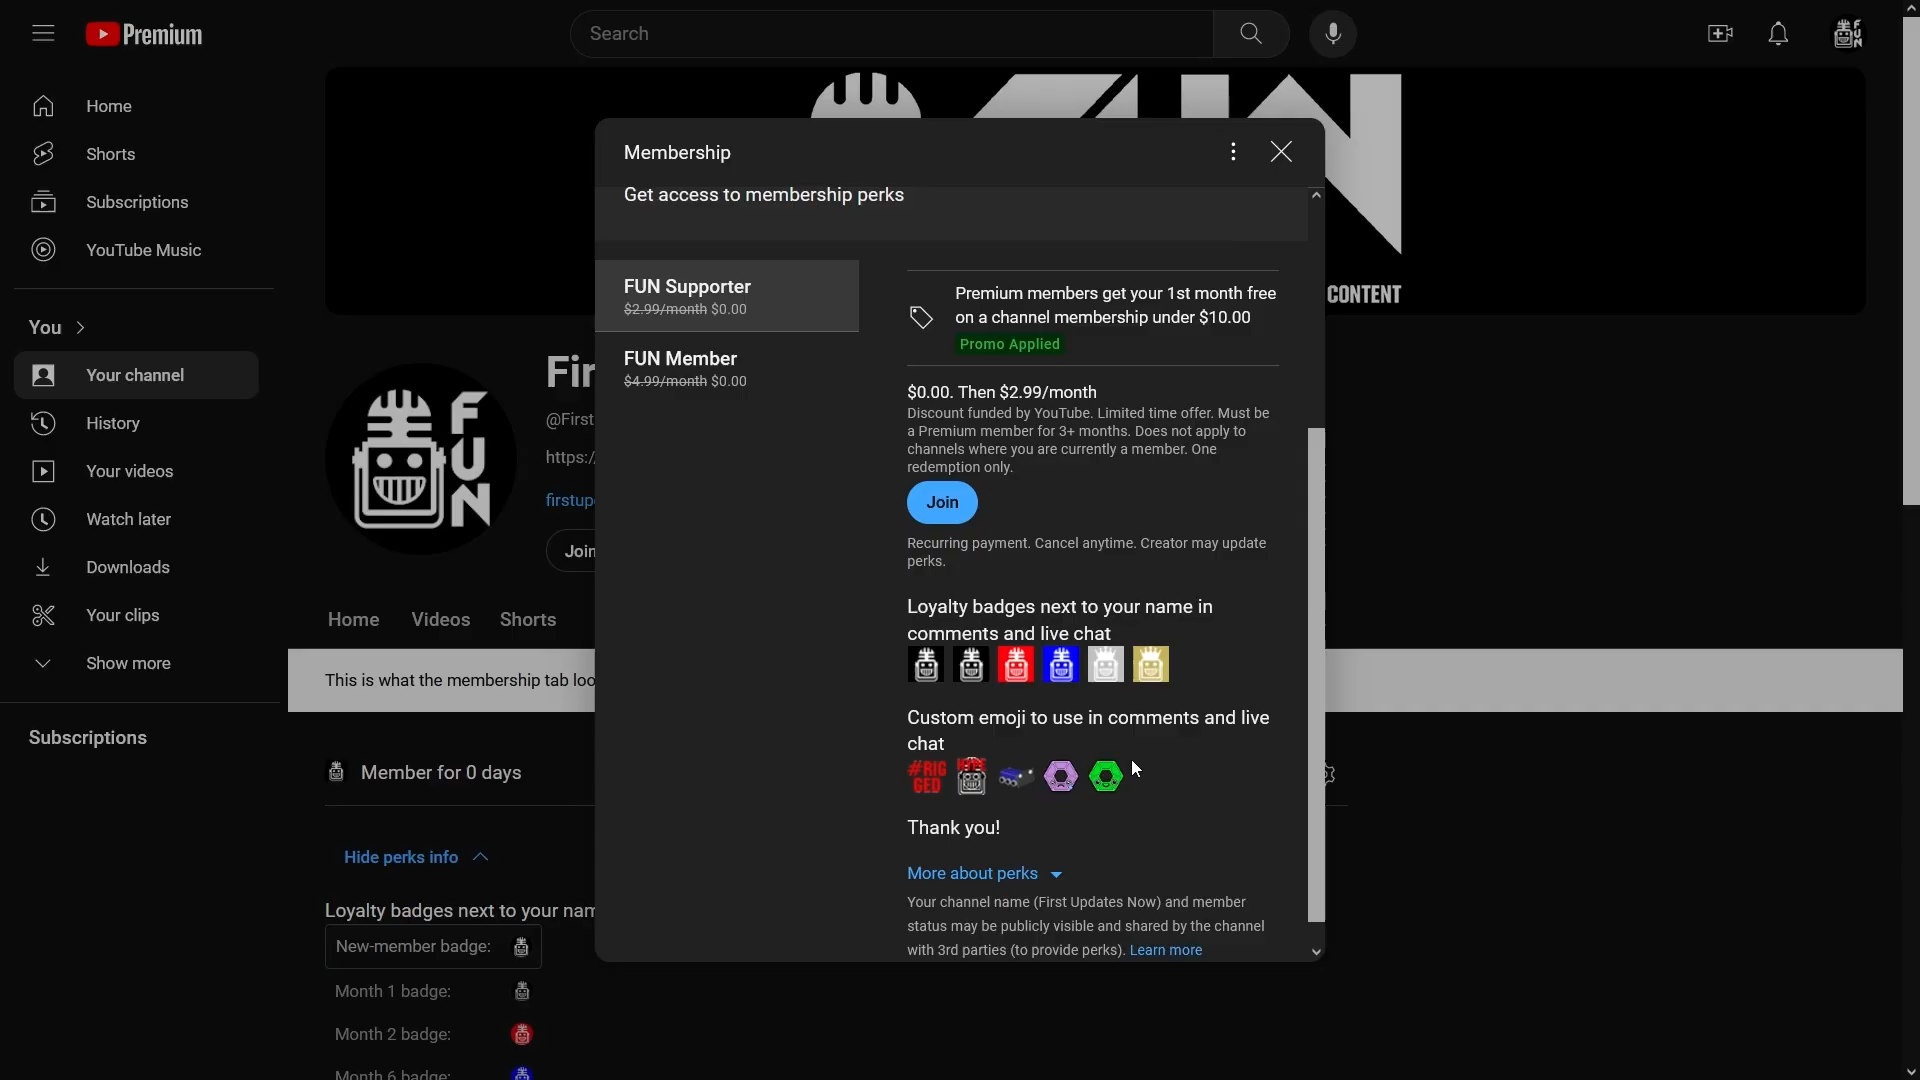 Premium
Search
FUN
Home
Shorts
Subscriptions
YouTube Music
You
Your channel
History
Your videos
Watch later
Downloads
Your clips
Show more
Subscriptions
CONTENT
FUN
Fir
@First
https:/
firstup
Join
Home Videos Shorts
This is what the membership tab loo
Member for 0 days
Hide perks info
Loyalty badges next to your nam
New-member badge:
Month 1 badge:
Month 2 badge:
Month 6 badge:
Membership
Get access to membership perks
FUN Supporter
$2.99/month $0.00
FUN Member
$4.99/month $0.00
Premium members get your 1st month free
on a channel membership under $10.00
Promo Applied
$0.00. Then $2.99/month
Discount funded by YouTube. Limited time offer. Must be
a Premium member for 3+ months. Does not apply to
channels where you are currently a member. One
redemption only.
Join
Recurring payment. Cancel anytime. Creator may update
perks.
Loyalty badges next to your name in
comments and live chat
Custom emoji to use in comments and live
chat
#RIG
GED
HYPE
Thank you!
More about perks
Your channel name (First Updates Now) and member
status may be publicly visible and shared by the channel
with 3rd parties (to provide perks). Learn more